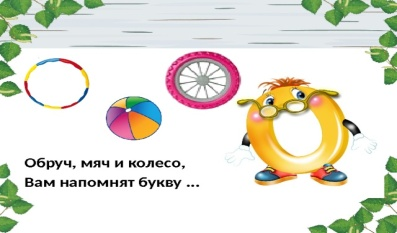 Обруч, мяч и колесо,
Вам напомнят букву ...